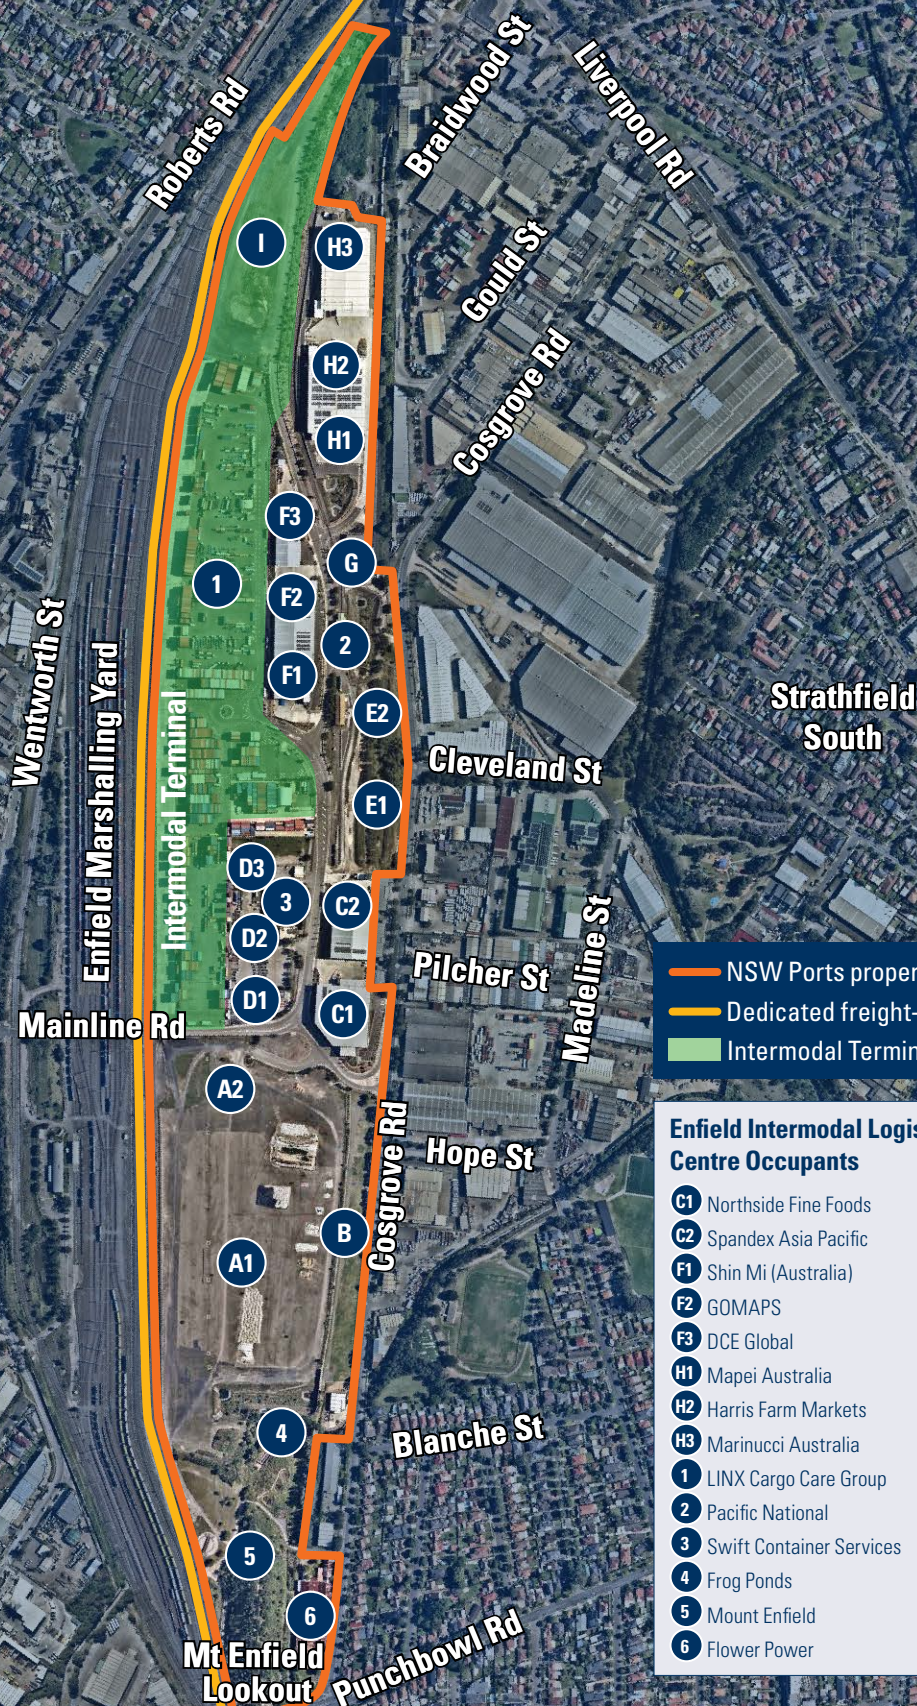 Roberts Rd
Braidwood St
Liverpool Rd
I
H3
Gould St
H2
Cosgrove Rd
H1
F3
G
1
F2
2
F1
Wentworth St
Enfield Marshalling Yard
Intermodal Terminal
E2
Strathfield
South
Cleveland St
E1
D3
3
C2
D2
Pilcher St
Madeline St
D1
C1
Mainline Rd
A2
Cosgrove Rd
Hope St
B
A1
4
Blanche St
5
6
Mt Enfield
Lookout
Punchbowl Rd
NSW Ports proper
Dedicated freight-
Intermodal Termin
Enfield Intermodal Logis
Centre Occupants
C1 Northside Fine Foods
C2 Spandex Asia Pacific
F1 Shin Mi (Australia)
F2 GOMAPS
F3 DCE Global
H1 Mapei Australia
H2 Harris Farm Markets
H3 Marinucci Australia
1 LINX Cargo Care Group
2 Pacific National
3 Swift Container Services
4 Frog Ponds
5 Mount Enfield
6 Flower Power